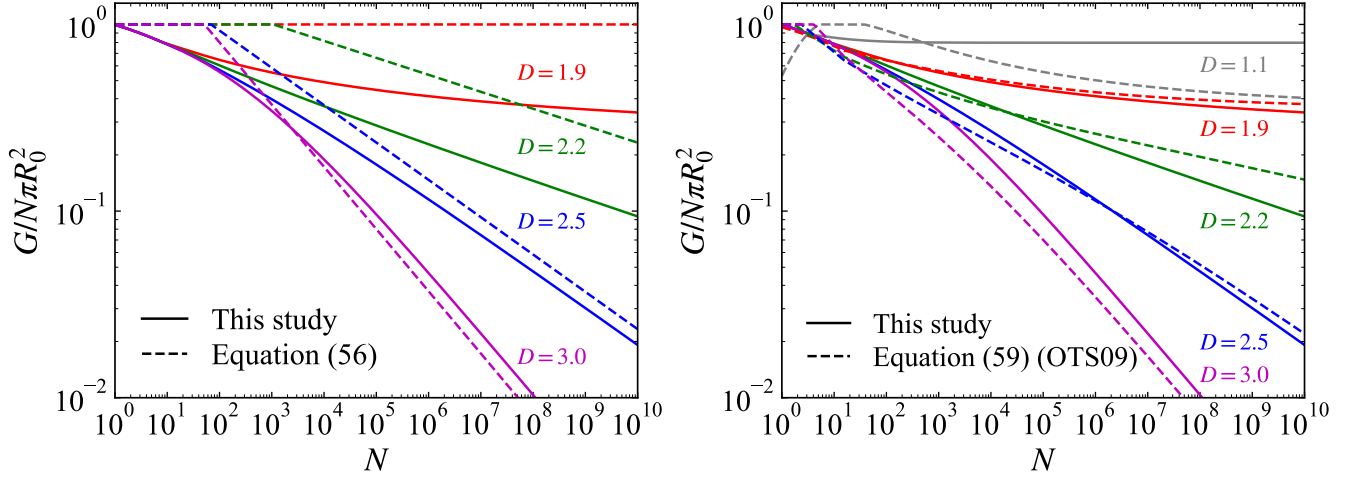 10^0
10^-1
10^-2
G/NπR_0^2
D=1.9
D=2.2
D=2.5
D=3.0
This study
Equation (56)
10^0 10^1 10^2 10^3 10^4 10^5 10^6 10^7 10^8 10^9 10^10
N
10^0
10^-1
10^-2
G/NπR_0^2
D=1.1
D=1.9
D=2.2
This study
D=2.5
Equation (59) (OTS09)
D=3.0
10^0 10^1 10^2 10^3 10^4 10^5 10^6 10^7 10^8 10^9 10^10
N